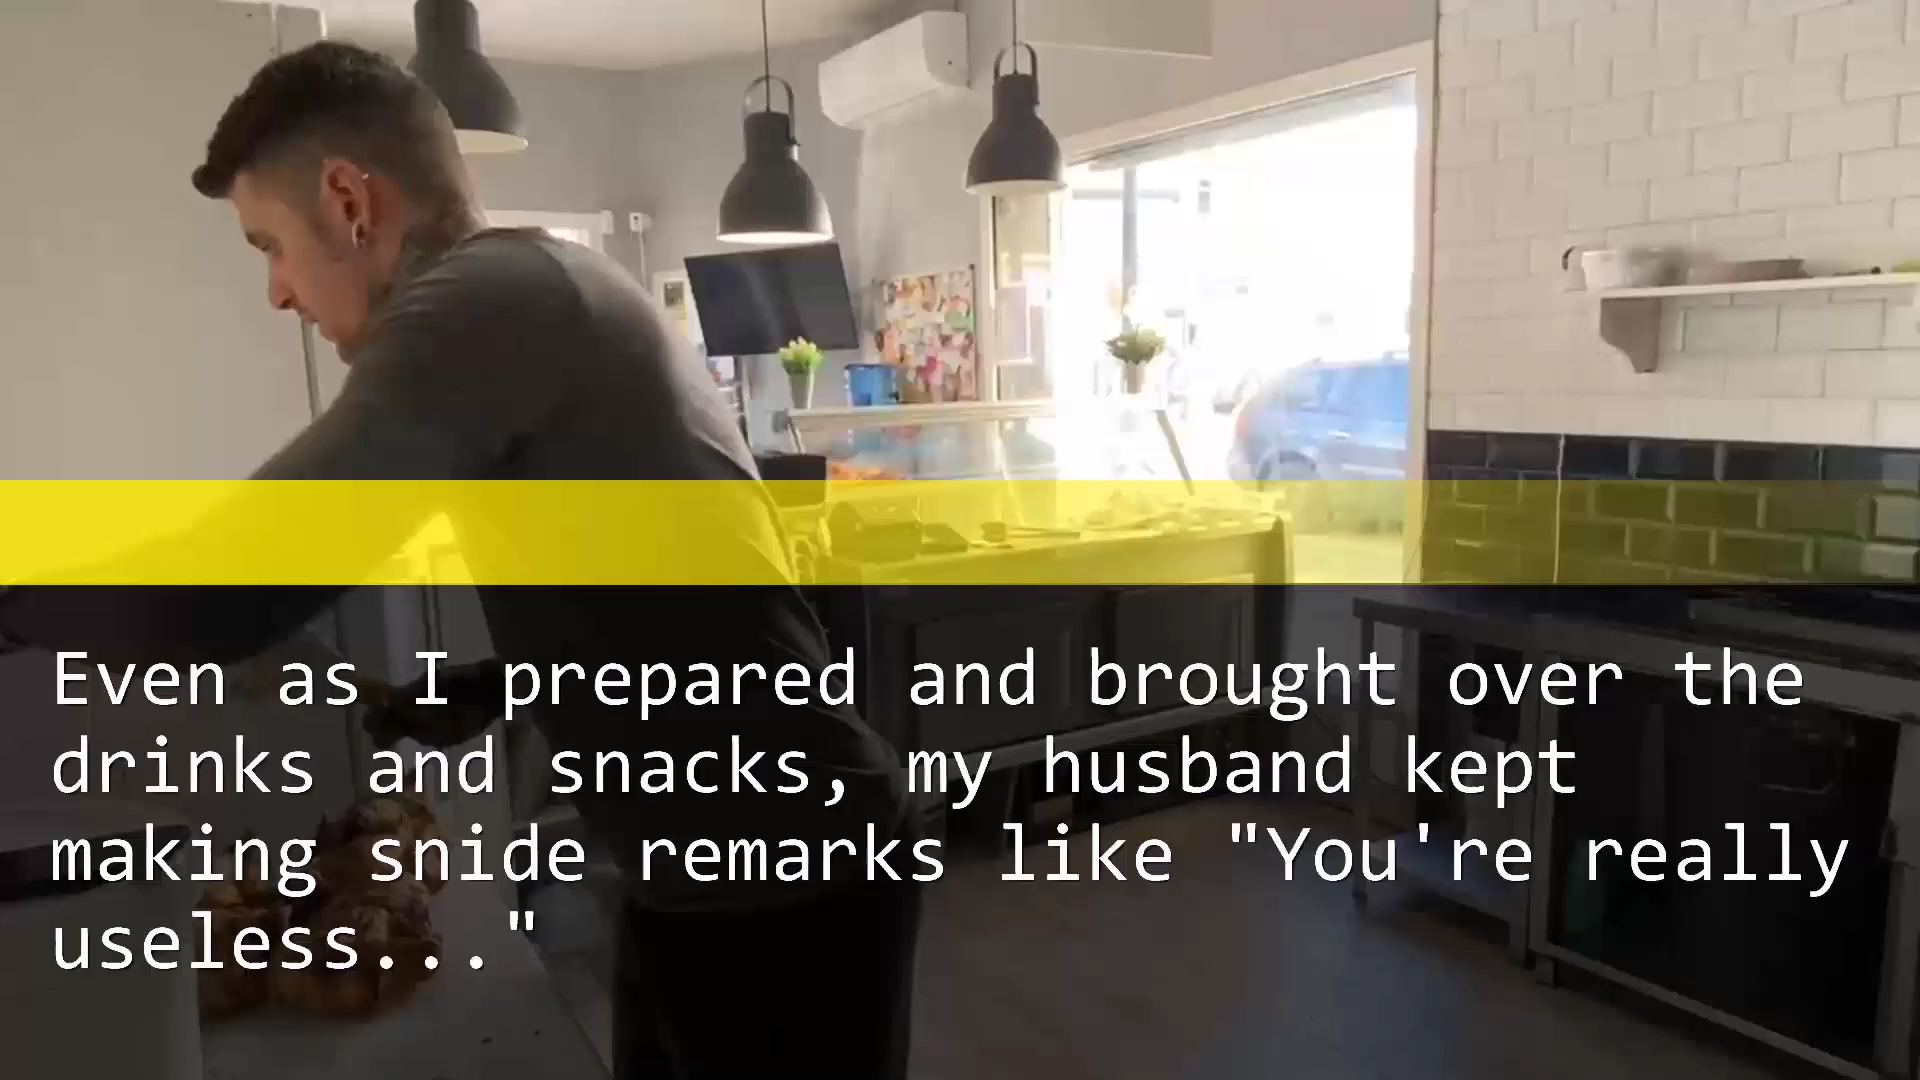 Even as I prepared and brought over the
drinks and snacks, my husband kept
making snide remarks like "You're really
useless..."